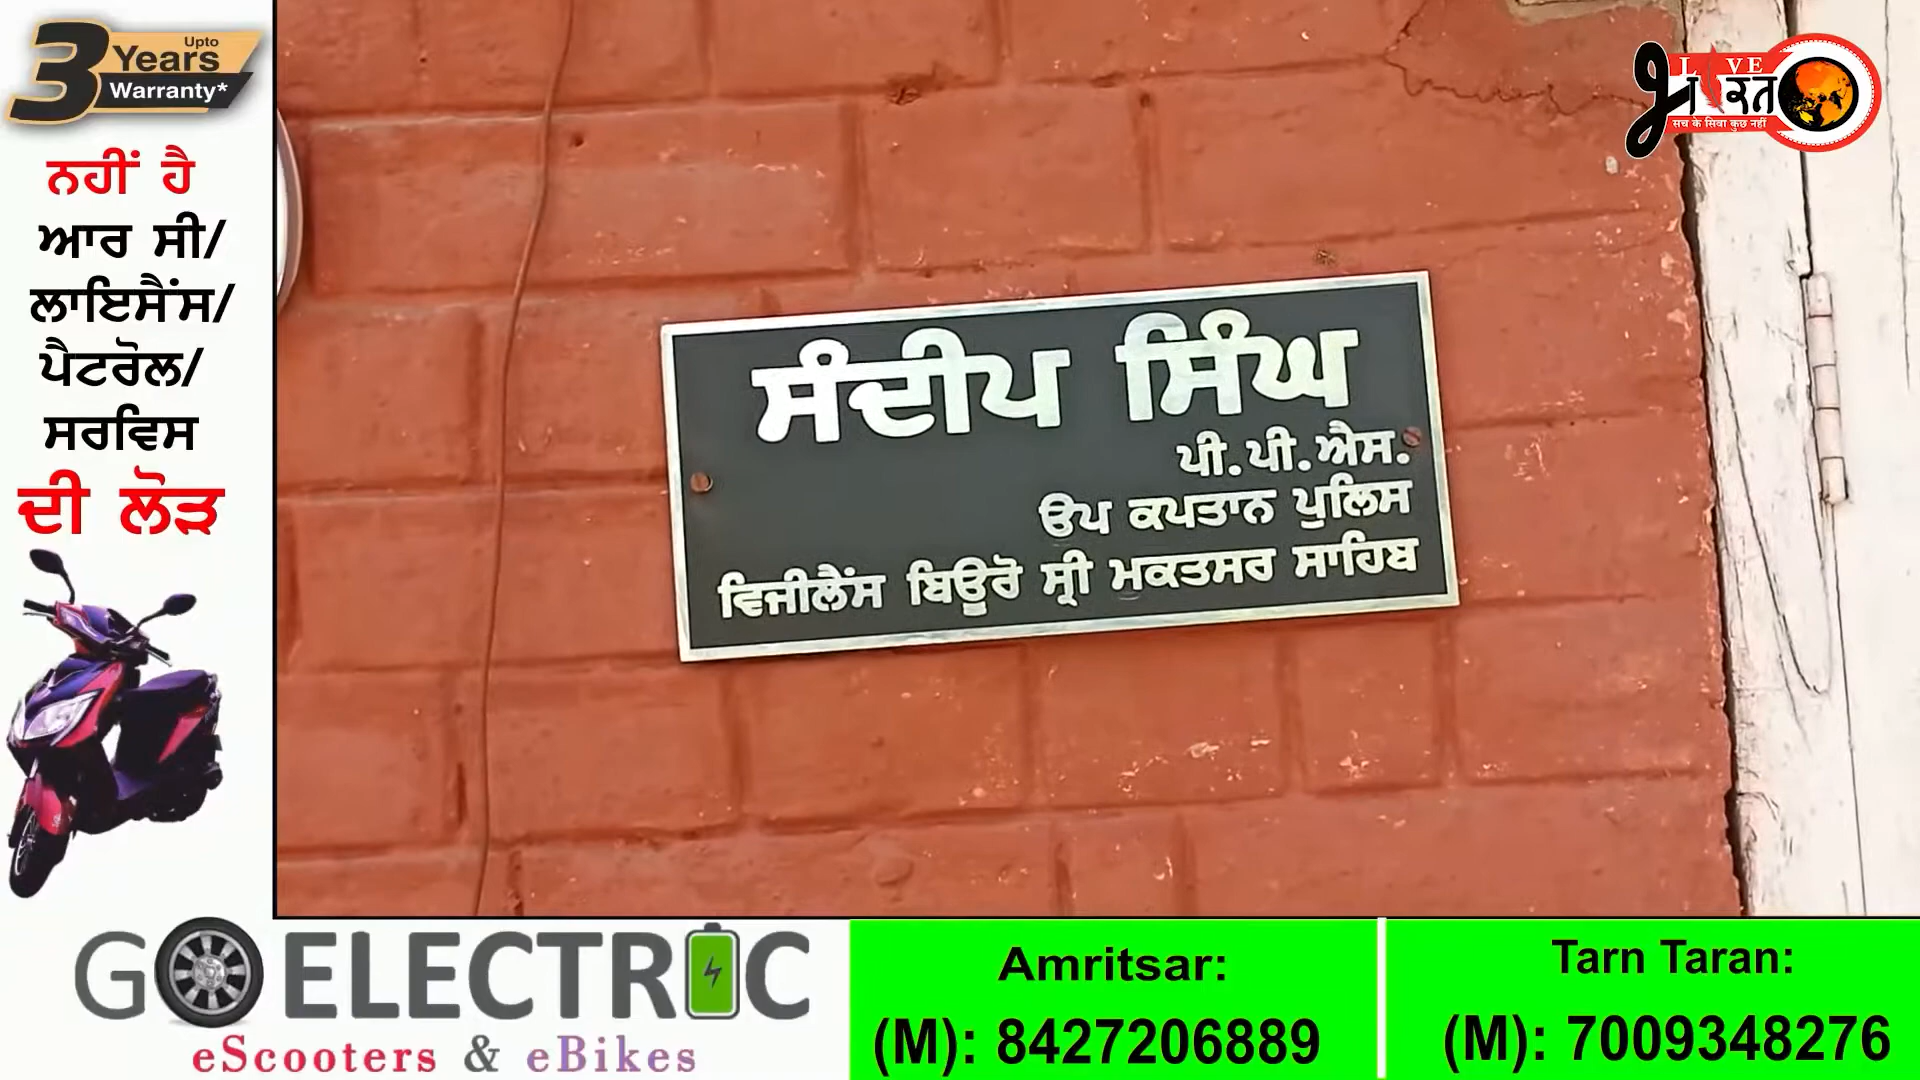 3 Upto
Years
Warranty*
ਨਹੀਂ ਹੈ
ਆਰ ਸੀ/
ਲਾਇਸੈਂਸ/
ਪੈਟਰੋਲ/
ਸਰਵਿਸ
ਦੀ ਲੋੜ
LIVE
भारत
सच के सिवा कुछ नहीं
ਸੰਦੀਪ ਸਿੰਘ
ਪੀ.ਪੀ.ਐਸ.
ਉਪ ਕਪਤਾਨ ਪੁਲਿਸ
ਵਿਜੀਲੈਂਸ ਬਿਊਰੋ ਸ੍ਰੀ ਮੁਕਤਸਰ ਸਾਹਿਬ
GO ELECTRIC
eScooters & eBikes
Amritsar:
(M): 8427206889
Tarn Taran:
(M): 7009348276